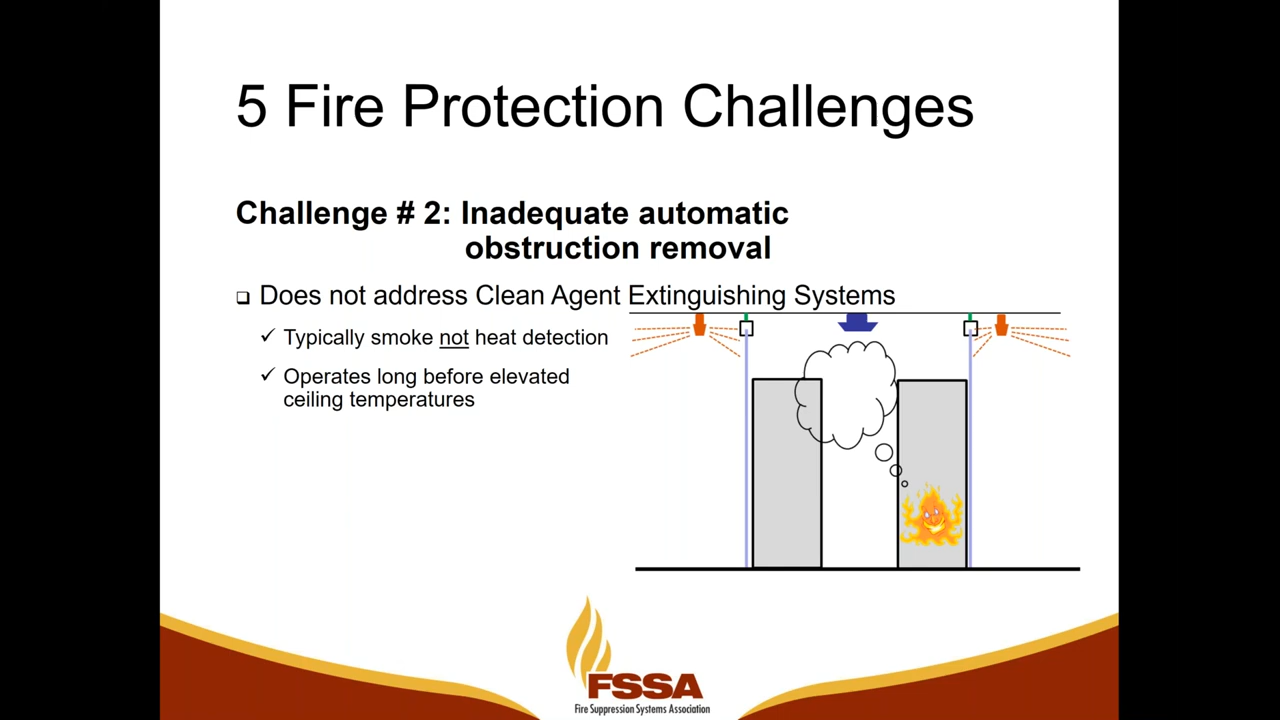 5 Fire Protection Challenges
Challenge # 2: Inadequate automatic
obstruction removal
Does not address Clean Agent Extinguishing Systems
Typically smoke not heat detection
Operates long before elevated
ceiling temperatures
FSSA
Fire Suppression Systems Association